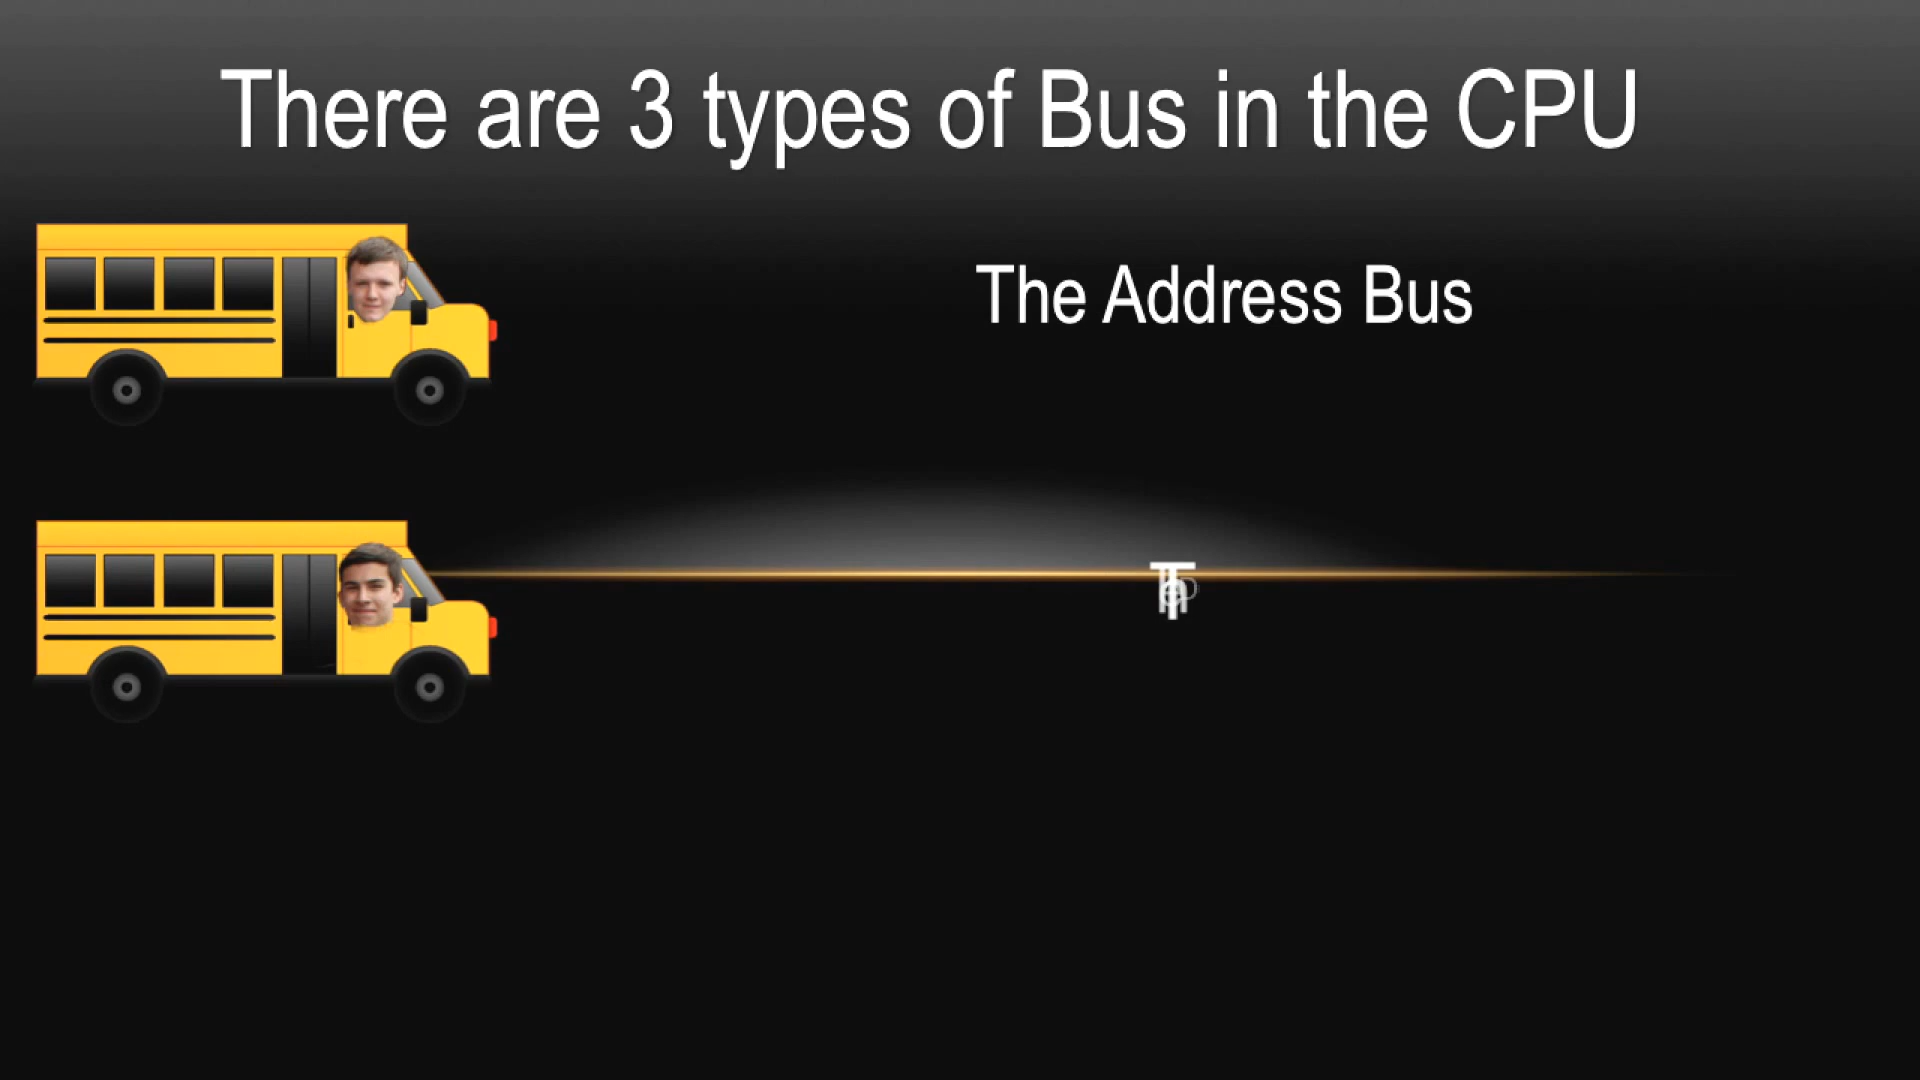 There are 3 types of Bus in the CPU
The Address Bus